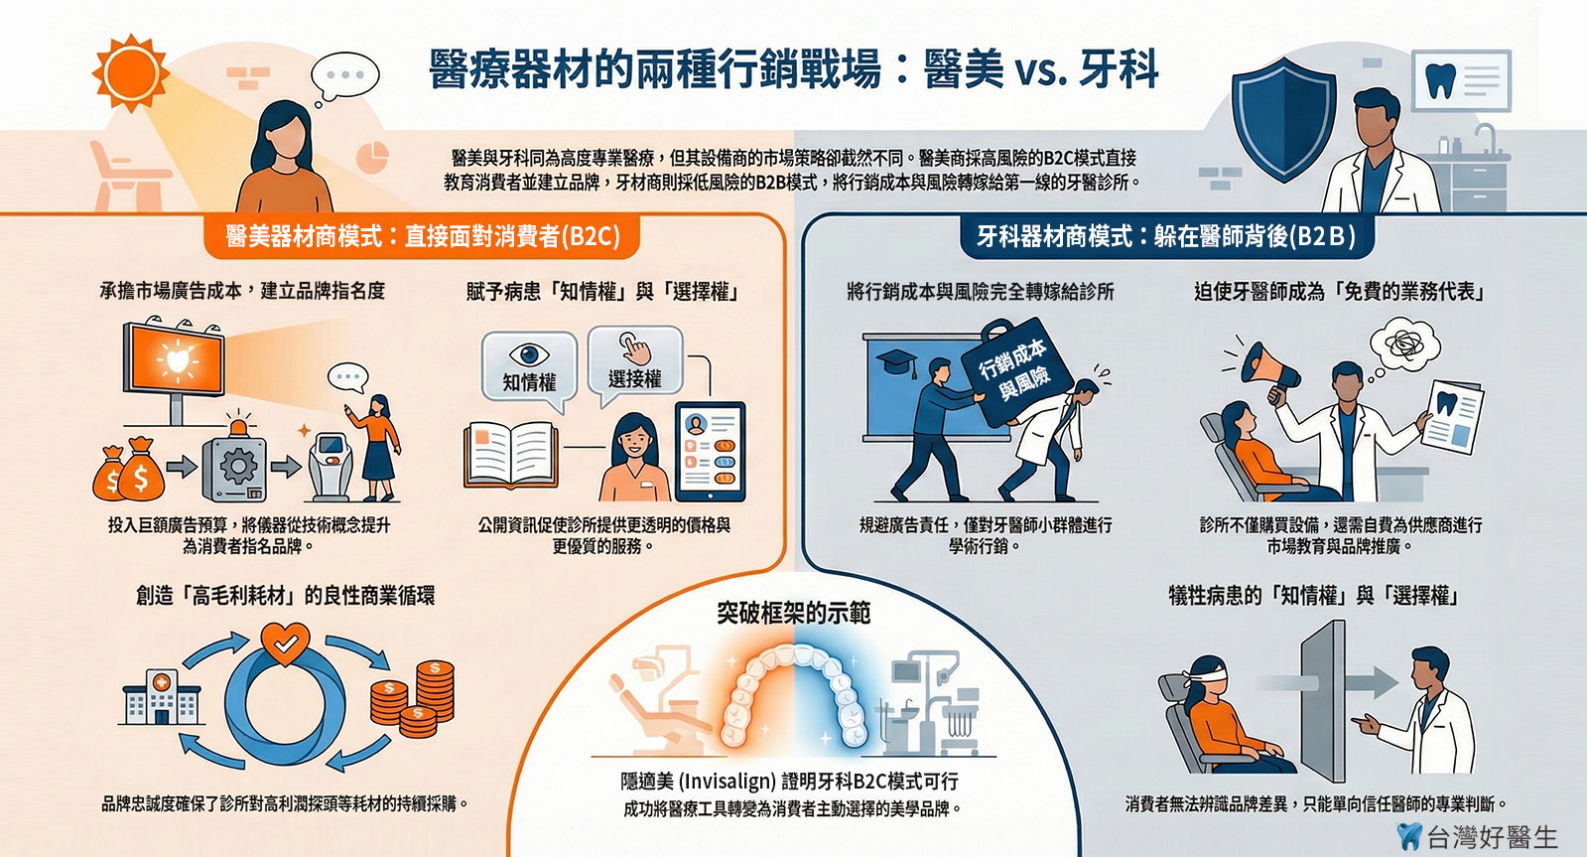 醫療器材的兩種行銷戰場：醫美 vs. 牙科
醫美與牙科同為高度專業醫療，但其設備商的市場策略卻截然不同。醫美商採高風險的B2C模式直接
教育消費者並建立品牌，牙材商則採低風險的B2B模式，將行銷成本與風險轉嫁給第一線的牙醫診所。
醫美器材商模式：直接面對消費者(B2C)
承擔市場廣告成本，建立品牌指名度
投入巨額廣告預算，將儀器從技術概念提升
為消費者指名品牌。
賦予病患「知情權」與「選擇權」
知情權
選接權
公開資訊促使診所提供更透明的價格與
更優質的服務。
創造「高毛利耗材」的良性商業循環
品牌忠誠度確保了診所對高利潤探頭等耗材的持續採購。
牙科器材商模式：躲在醫師背後(B2B)
將行銷成本與風險完全轉嫁給診所
行銷成本
與風險
規避廣告責任，僅對牙醫師小群體進行
學術行銷。
迫使牙醫師成為「免費的業務代表」
診所不僅購買設備，還需自費為供應商進行
市場教育與品牌推廣。
犧牲病患的「知情權」與「選擇權」
消費者無法辨識品牌差異，只能單向信任醫師的專業判斷。
突破框架的示範
隱適美 (Invisalign) 證明牙科B2C模式可行
成功將醫療工具轉變為消費者主動選擇的美學品牌。
台灣好醫生